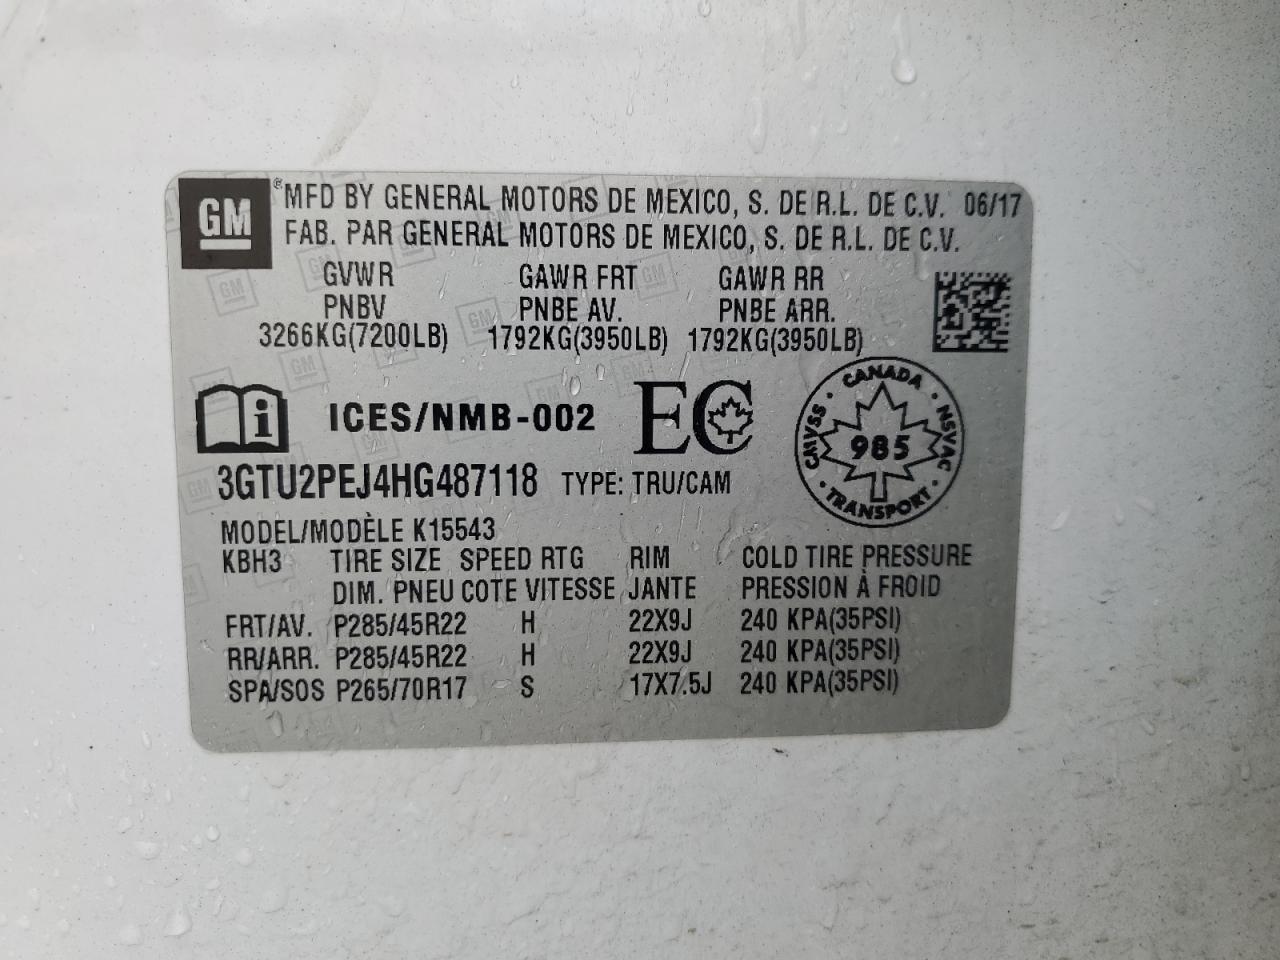 GM ® MFD BY GENERAL MOTORS DE MEXICO, S. DE R.L. DE C.V. 06/17
FAB. PAR GENERAL MOTORS DE MEXICO, S. DE R.L. DE C.V.
GVWR GAWR FRT GAWR RR
PNBV PNBE AV. PNBE ARR.
3266KG(7200LB) 1792KG(3950LB) 1792KG(3950LB)
i ICES/NMB-002 EC
CANADA
CMVSS 985 NSVAC
TRANSPORT
3GTU2PEJ4HG487118 TYPE: TRU/CAM
MODEL/MODÈLE K15543
KBH3 TIRE SIZE SPEED RTG RIM COLD TIRE PRESSURE
DIM. PNEU COTE VITESSE JANTE PRESSION À FROID
FRT/AV. P285/45R22 H 22X9J 240 KPA(35PSI)
RR/ARR. P285/45R22 H 22X9J 240 KPA(35PSI)
SPA/SOS P265/70R17 S 17X7.5J 240 KPA(35PSI)